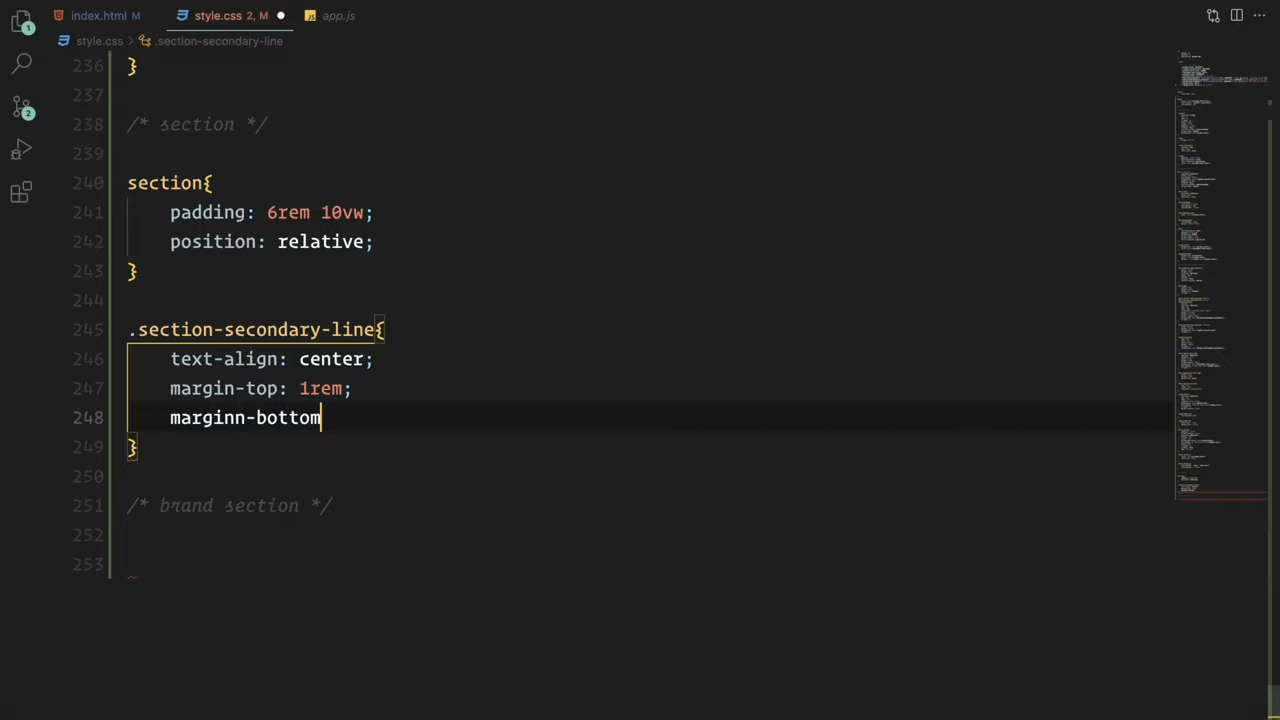 index.html M
style.css 2, M
app.js
style.css > .section-secondary-line
236 }
237
238 /* section */
239
240 section{
241 padding: 6rem 10vw;
242 position: relative;
243 }
244
245 .section-secondary-line{
246 text-align: center;
247 margin-top: 1rem;
248 marginn-bottom
249 }
250
251 /* brand section */
252
253
1
2